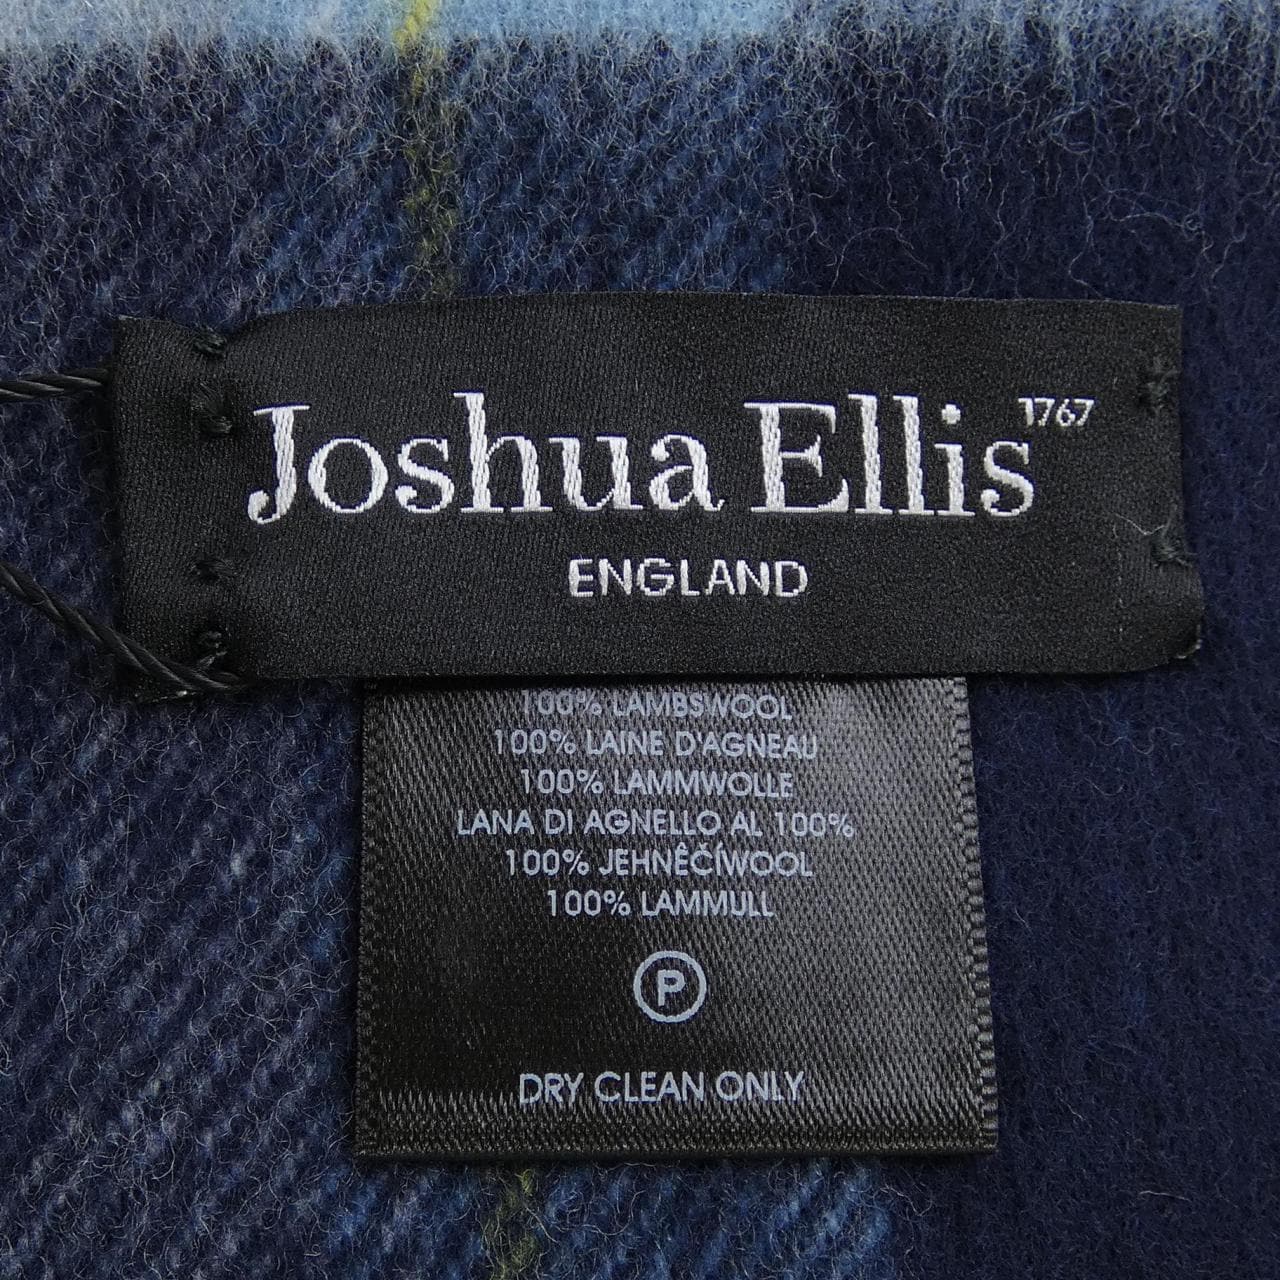 Joshua Ellis 1767
ENGLAND
100% LAMBSWOOL
100% LAINE D'AGNEAU
100% LAMMWOLLE
LANA DI AGNELLO AL 100%
100% JEHNÊČÍWOOL
100% LAMMULL
P
DRY CLEAN ONLY